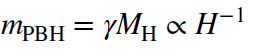 m_PBH = γM_H ∝ H⁻¹